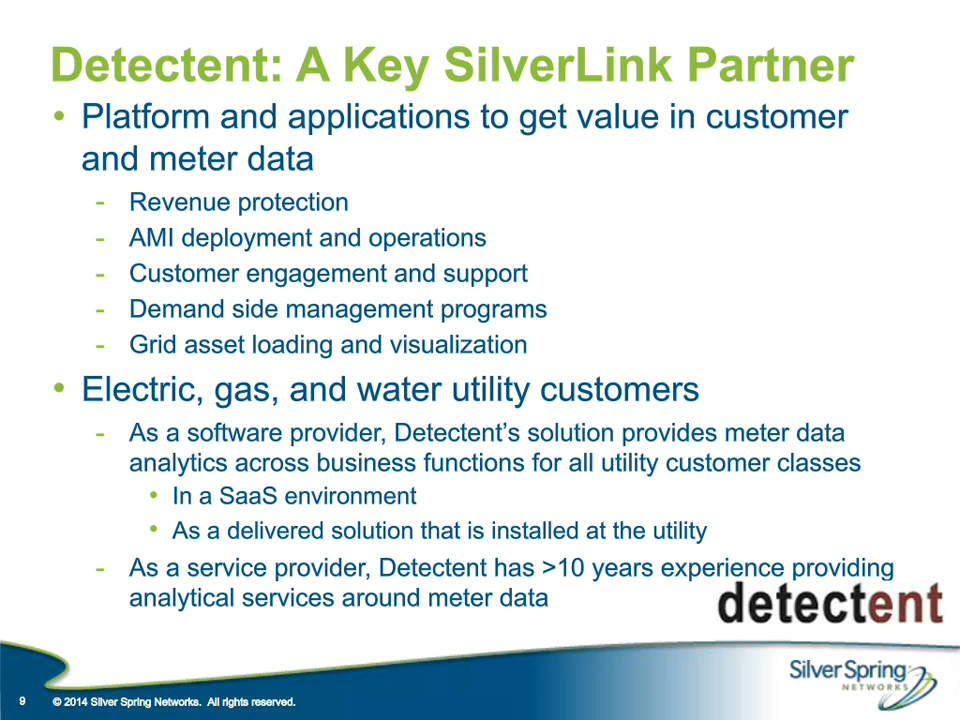 Detectent: A Key SilverLink Partner
• Platform and applications to get value in customer
and meter data
- Revenue protection
- AMI deployment and operations
- Customer engagement and support
- Demand side management programs
- Grid asset loading and visualization
• Electric, gas, and water utility customers
- As a software provider, Detectent's solution provides meter data
analytics across business functions for all utility customer classes
• In a SaaS environment
• As a delivered solution that is installed at the utility
- As a service provider, Detectent has >10 years experience providing
analytical services around meter data
detectent
Silver Spring
NETWORKS
9 © 2014 Silver Spring Networks. All rights reserved.